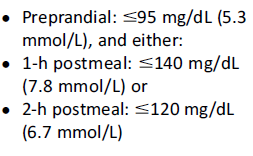 • Preprandial: ≤95 mg/dL (5.3
mmol/L), and either:
• 1-h postmeal: ≤140 mg/dL
(7.8 mmol/L) or
• 2-h postmeal: ≤120 mg/dL
(6.7 mmol/L)